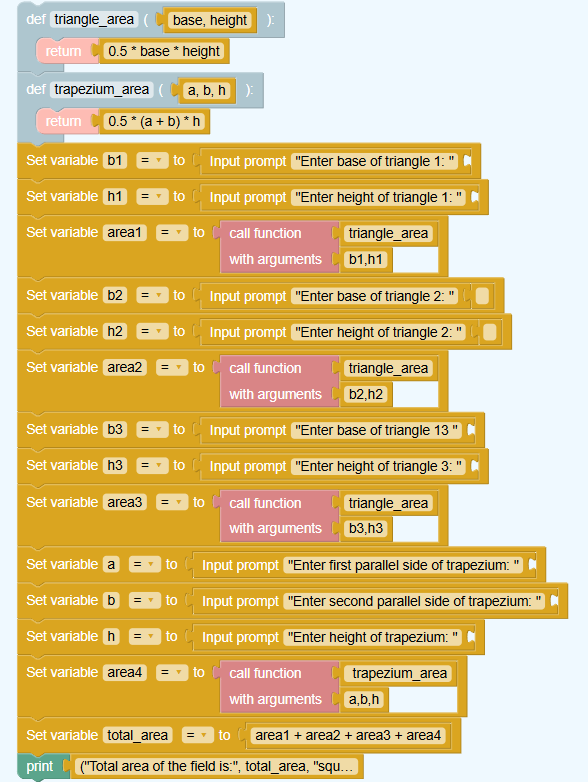 def triangle_area ( base, height ):
return 0.5 * base * height
def trapezium_area ( a, b, h ):
return 0.5 * (a + b) * h
Set variable b1 = to Input prompt "Enter base of triangle 1: "
Set variable h1 = to Input prompt "Enter height of triangle 1: "
Set variable area1 = to call function triangle_area
with arguments b1,h1
Set variable b2 = to Input prompt "Enter base of triangle 2: "
Set variable h2 = to Input prompt "Enter height of triangle 2: "
Set variable area2 = to call function triangle_area
with arguments b2,h2
Set variable b3 = to Input prompt "Enter base of triangle 13 "
Set variable h3 = to Input prompt "Enter height of triangle 3: "
Set variable area3 = to call function triangle_area
with arguments b3,h3
Set variable a = to Input prompt "Enter first parallel side of trapezium: "
Set variable b = to Input prompt "Enter second parallel side of trapezium: "
Set variable h = to Input prompt "Enter height of trapezium: "
Set variable area4 = to call function trapezium_area
with arguments a,b,h
Set variable total_area = to area1 + area2 + area3 + area4
print ("Total area of the field is:", total_area, "squ...